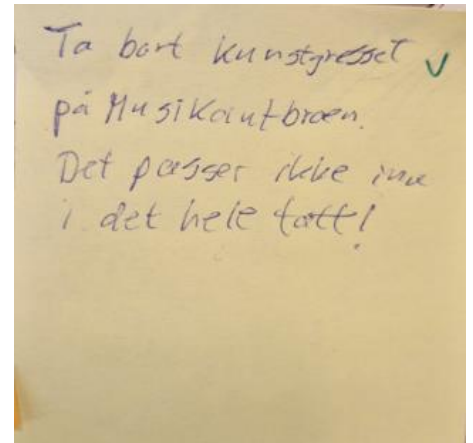 Ta bort kunstgresset ✓
på Musikantbroen.
Det passer ikke inn
i det hele tatt!